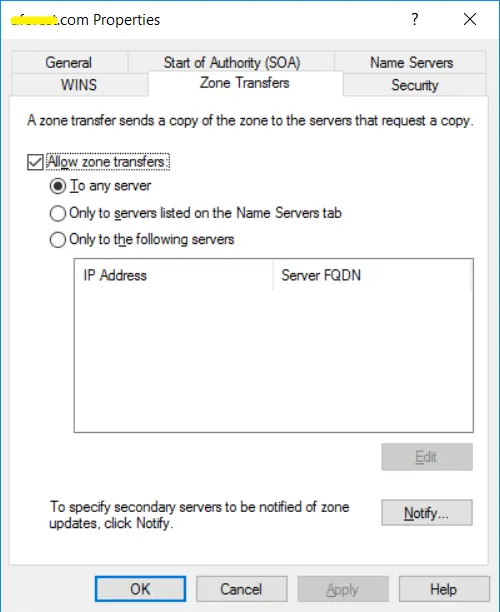 .com Properties
?
General
Start of Authority (SOA)
Name Servers
WINS
Zone Transfers
Security
A zone transfer sends a copy of the zone to the servers that request a copy.
Allow zone transfers:
To any server
Only to servers listed on the Name Servers tab
Only to the following servers
IP Address
Server FQDN
Edit
To specify secondary servers to be notified of zone
updates, click Notify.
Notify...
OK
Cancel
Apply
Help